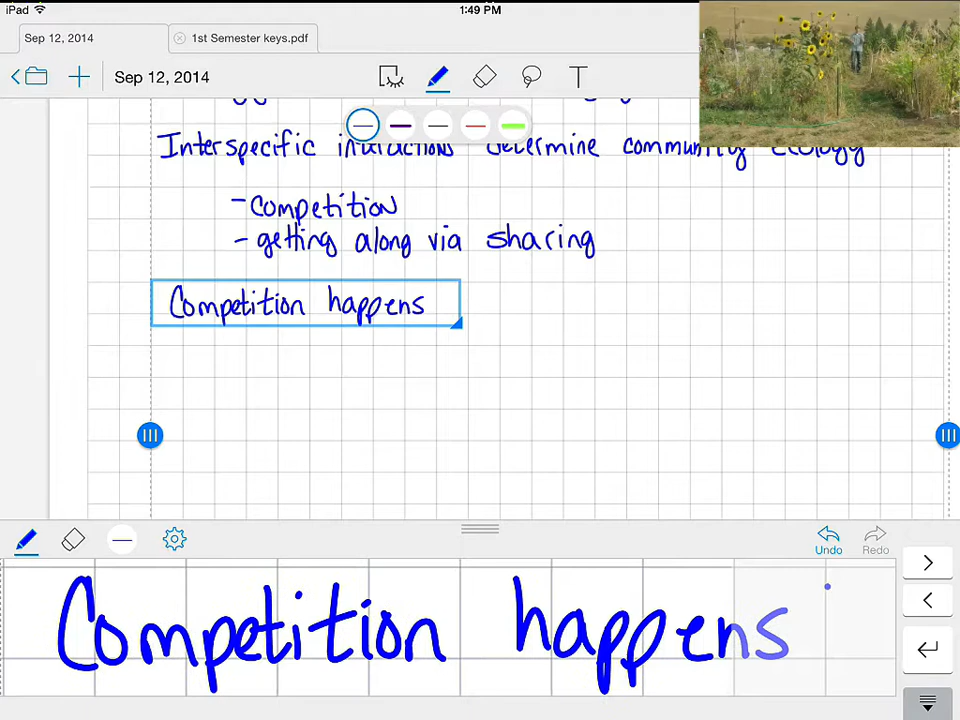 iPad 1:49 PM
Sep 12, 2014 1st Semester keys.pdf
Sep 12, 2014 T
Interspecific interactions determine community ecology
- competition
- getting along via sharing
Competition happens
Undo Redo
Competition happens